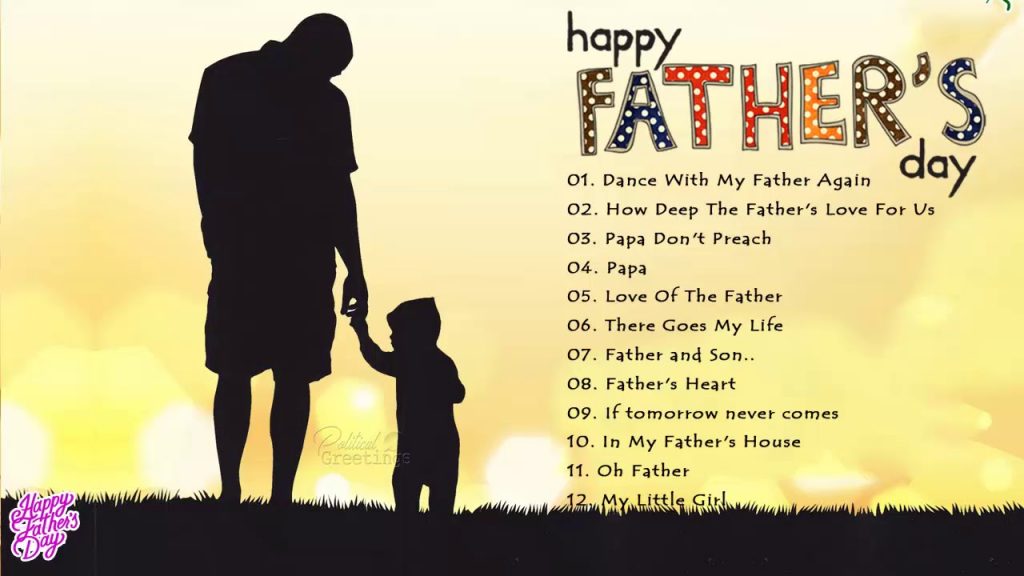 happy
FATHER'S
day
01. Dance With My Father Again
02. How Deep The Father's Love For Us
03. Papa Don't Preach
04. Papa
05. Love Of The Father
06. There Goes My Life
07. Father and Son..
08. Father's Heart
09. If tomorrow never comes
10. In My Father's House
11. Oh Father
12. My Little Girl
Political
Greetings
Happy
Father's
Day